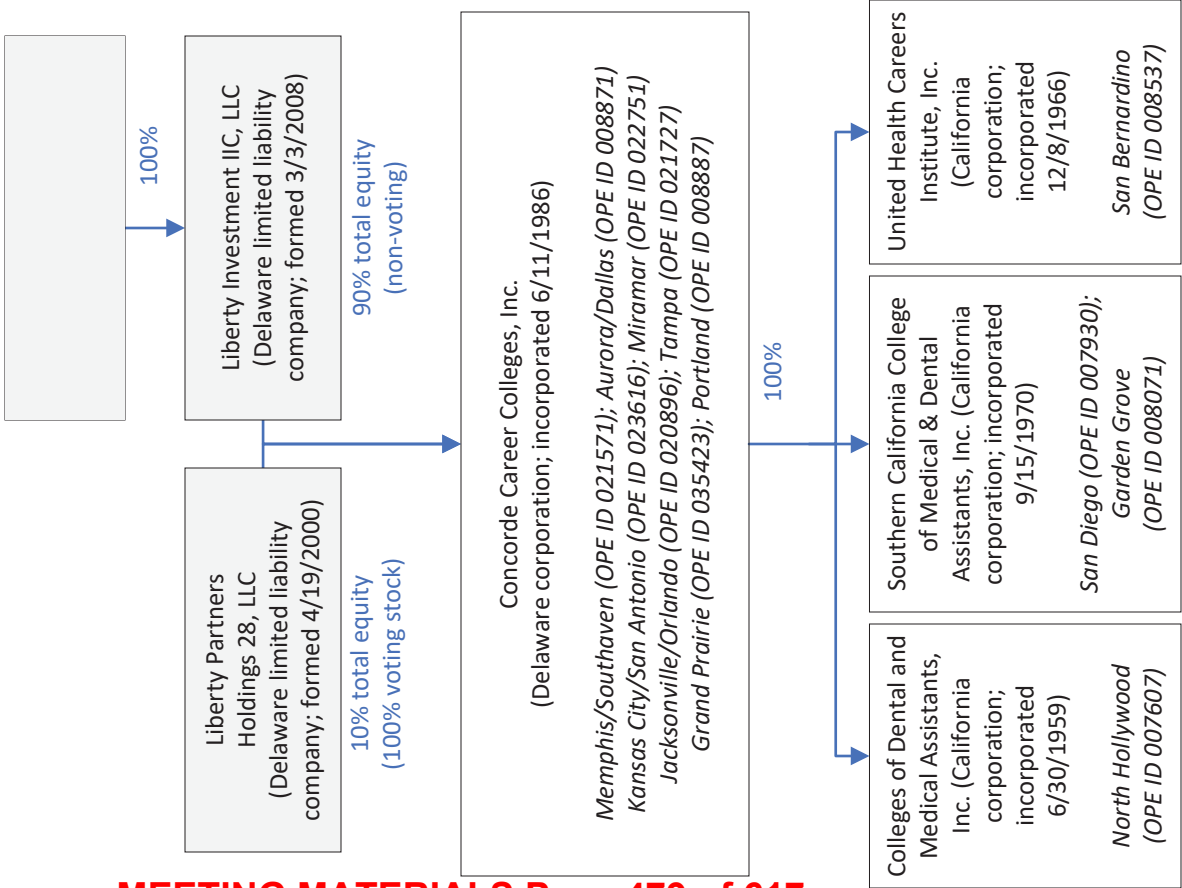 100%
Liberty Partners
Holdings 28, LLC
(Delaware limited liability
company; formed 4/19/2000)
Liberty Investment IIC, LLC
(Delaware limited liability
company; formed 3/3/2008)
10% total equity
(100% voting stock)
90% total equity
(non-voting)
Concorde Career Colleges, Inc.
(Delaware corporation; incorporated 6/11/1986)
Memphis/Southaven (OPE ID 021571); Aurora/Dallas (OPE ID 008871)
Kansas City/San Antonio (OPE ID 023616); Miramar (OPE ID 022751)
Jacksonville/Orlando (OPE ID 020896); Tampa (OPE ID 021727)
Grand Prairie (OPE ID 035423); Portland (OPE ID 008887)
100%
Colleges of Dental and
Medical Assistants,
Inc. (California
corporation;
incorporated
6/30/1959)
North Hollywood
(OPE ID 007607)
Southern California College
of Medical & Dental
Assistants, Inc. (California
corporation; incorporated
9/15/1970)
San Diego (OPE ID 007930);
Garden Grove
(OPE ID 008071)
United Health Careers
Institute, Inc.
(California
corporation;
incorporated
12/8/1966)
San Bernardino
(OPE ID 008537)
MEETING MATERIALS